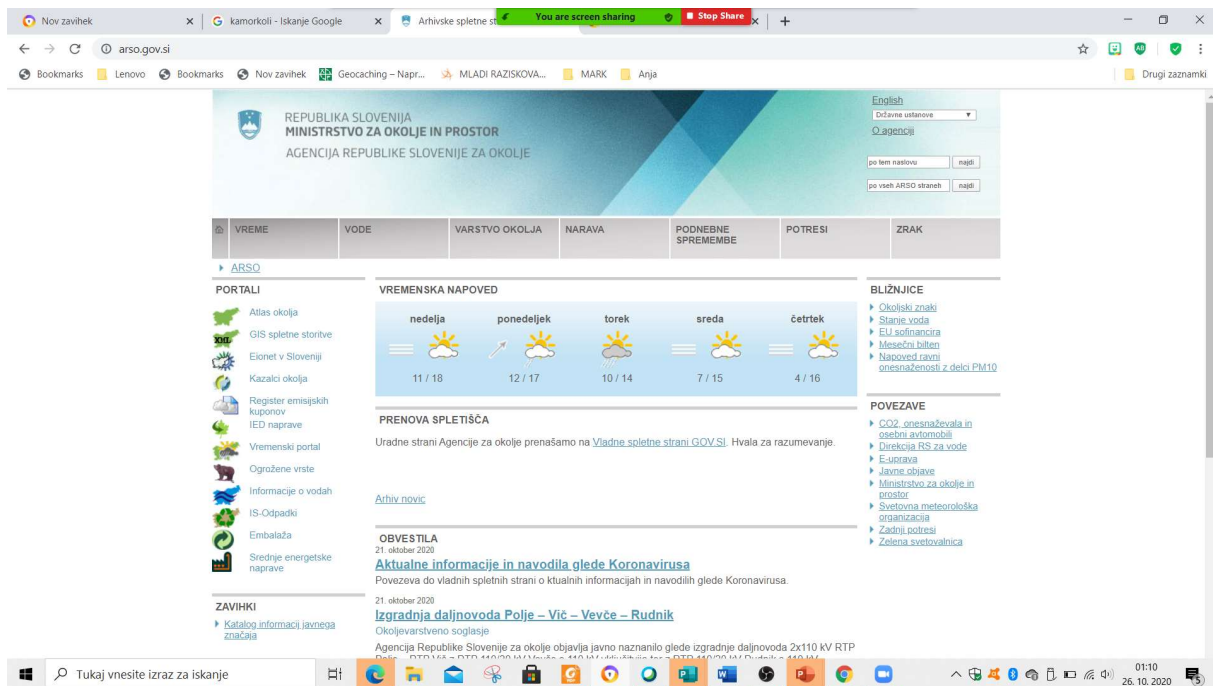 Nov zavihek
kamorkoli - Iskanje Google
Arhivske spletne st
You are screen sharing
Stop Share
arso.gov.si
Bookmarks
Lenovo
Bookmarks
Nov zavihek
Geocaching – Napr...
MLADI RAZISKOVA...
MARK
Anja
Drugi zaznamki
REPUBLIKA SLOVENIJA
MINISTRSTVO ZA OKOLJE IN PROSTOR
AGENCIJA REPUBLIKE SLOVENIJE ZA OKOLJE
English
Državne ustanove
O agenciji
po tem naslovu najdi
po vseh ARSO straneh najdi
VREME
VODE
VARSTVO OKOLJA
NARAVA
PODNEBNE
SPREMEMBE
POTRESI
ZRAK
ARSO
PORTALI
Atlas okolja
GIS spletne storitve
Eionet v Sloveniji
Kazalci okolja
Register emisijskih
kuponov
IED naprave
Vremenski portal
Ogrožene vrste
Informacije o vodah
IS-Odpadki
Embalaža
Srednje energetske
naprave
ZAVIHKI
Katalog informacij javnega
značaja
VREMENSKA NAPOVED
nedelja ponedeljek torek sreda četrtek
11 / 18 12 / 17 10 / 14 7 / 15 4 / 16
PRENOVA SPLETIŠČA
Uradne strani Agencije za okolje prenašamo na Vladne spletne strani GOV.SI. Hvala za razumevanje.
Arhiv novic
OBVESTILA
21. oktober 2020
Aktualne informacije in navodila glede Koronavirusa
Povezeva do vladnih spletnih strani o ktualnih informacijah in navodilih glede Koronavirusa.
21. oktober 2020
Izgradnja daljnovoda Polje – Vič – Vevče – Rudnik
Okoljevarstveno soglasje
Agencija Republike Slovenije za okolje objavlja javno naznanilo glede izgradnje daljnovoda 2x110 kV RTP
BLIŽNJICE
Okoljski znaki
Stanje voda
EU sofinancira
Mesečni bilten
Napoved ravni
onesnaženosti z delci PM10
POVEZAVE
CO2, onesnaževala in
osebni avtomobili
Direkcija RS za vode
E-uprava
Javne objave
Ministrstvo za okolje in
prostor
Svetovna meteorološka
organizacija
Zadnji potresi
Zelena svetovalnica
Tukaj vnesite izraz za iskanje
01:10
26. 10. 2020